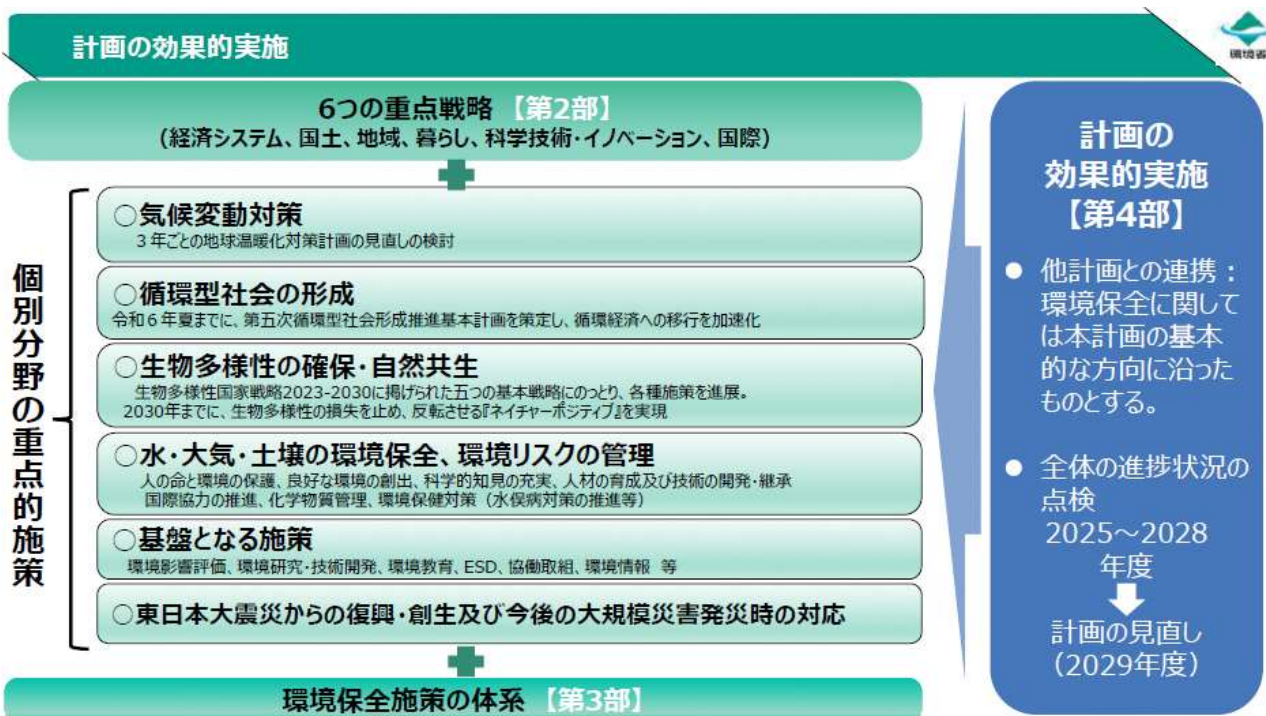 計画の効果的実施
環境省
6つの重点戦略 【第2部】
（経済システム、国土、地域、暮らし、科学技術・イノベーション、国際）
個別分野の重点的施策
○気候変動対策
３年ごとの地球温暖化対策計画の見直しの検討
○循環型社会の形成
令和６年夏までに、第五次循環型社会形成推進基本計画を策定し、循環経済への移行を加速化
○生物多様性の確保・自然共生
生物多様性国家戦略2023-2030に掲げられた五つの基本戦略にのっとり、各種施策を進展。
2030年までに、生物多様性の損失を止め、反転させる『ネイチャーポジティブ』を実現
○水・大気・土壌の環境保全、環境リスクの管理
人の命と環境の保護、良好な環境の創出、科学的知見の充実、人材の育成及び技術の開発・継承
国際協力の推進、化学物質管理、環境保健対策（水俣病対策の推進等）
○基盤となる施策
環境影響評価、環境研究・技術開発、環境教育、ESD、協働取組、環境情報 等
○東日本大震災からの復興・創生及び今後の大規模災害発災時の対応
環境保全施策の体系 【第3部】
計画の
効果的実施
【第4部】
● 他計画との連携：
環境保全に関して
は本計画の基本
的な方向に沿った
ものとする。
● 全体の進捗状況の
点検
2025～2028
年度
計画の見直し
（2029年度）